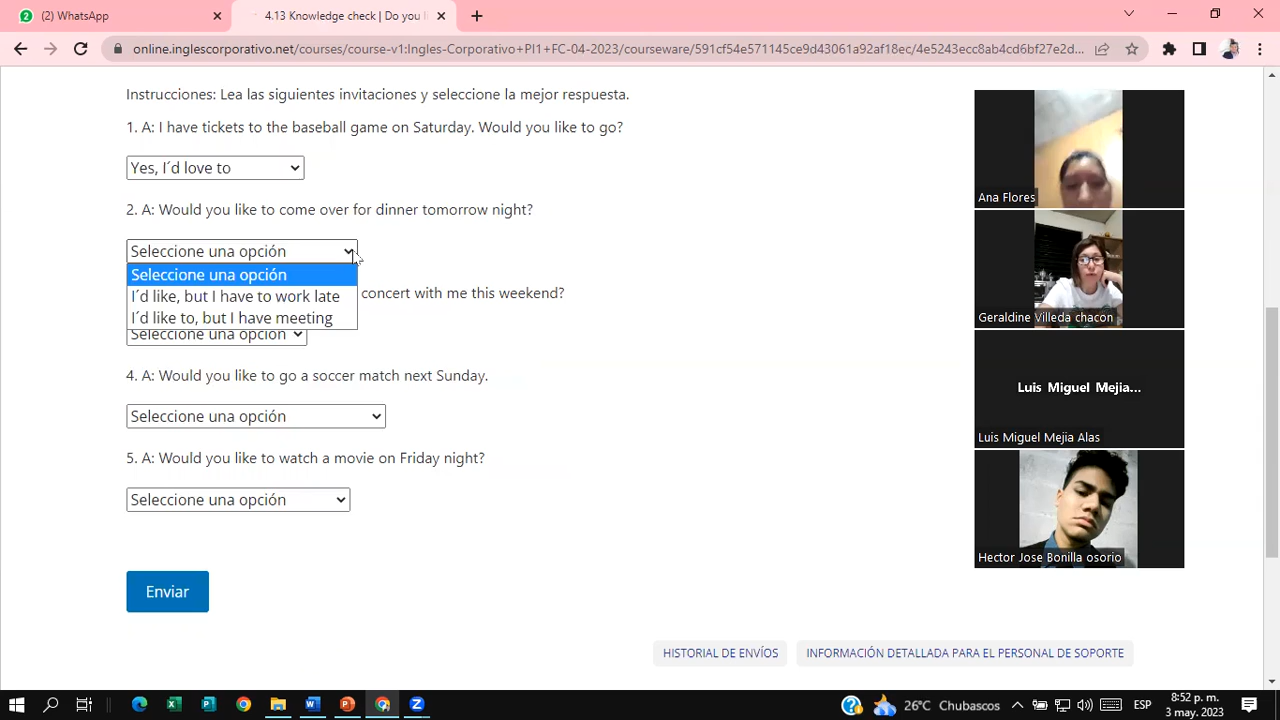 (2) WhatsApp
4.13 Knowledge check | Do you l
online.inglescorporativo.net/courses/course-v1:Ingles-Corporativo+PI1+FC-04-2023/courseware/591cf54e571145ce9d43061a92af18ec/4e5243ecc8ab4cd6bf27e2d...
Instrucciones: Lea las siguientes invitaciones y seleccione la mejor respuesta.
1. A: I have tickets to the baseball game on Saturday. Would you like to go?
Yes, I´d love to
2. A: Would you like to come over for dinner tomorrow night?
Seleccione una opción
Seleccione una opción
I´d like, but I have to work late
I´d like to, but I have meeting
concert with me this weekend?
Seleccione una opción
4. A: Would you like to go a soccer match next Sunday.
Seleccione una opción
5. A: Would you like to watch a movie on Friday night?
Seleccione una opción
Enviar
HISTORIAL DE ENVÍOS
INFORMACIÓN DETALLADA PARA EL PERSONAL DE SOPORTE
Ana Flores
Geraldine Villeda chacon
Luis Miguel Mejia...
Luis Miguel Mejia Alas
Hector Jose Bonilla osorio
26°C Chubascos
ESP
8:52 p. m.
3 may. 2023